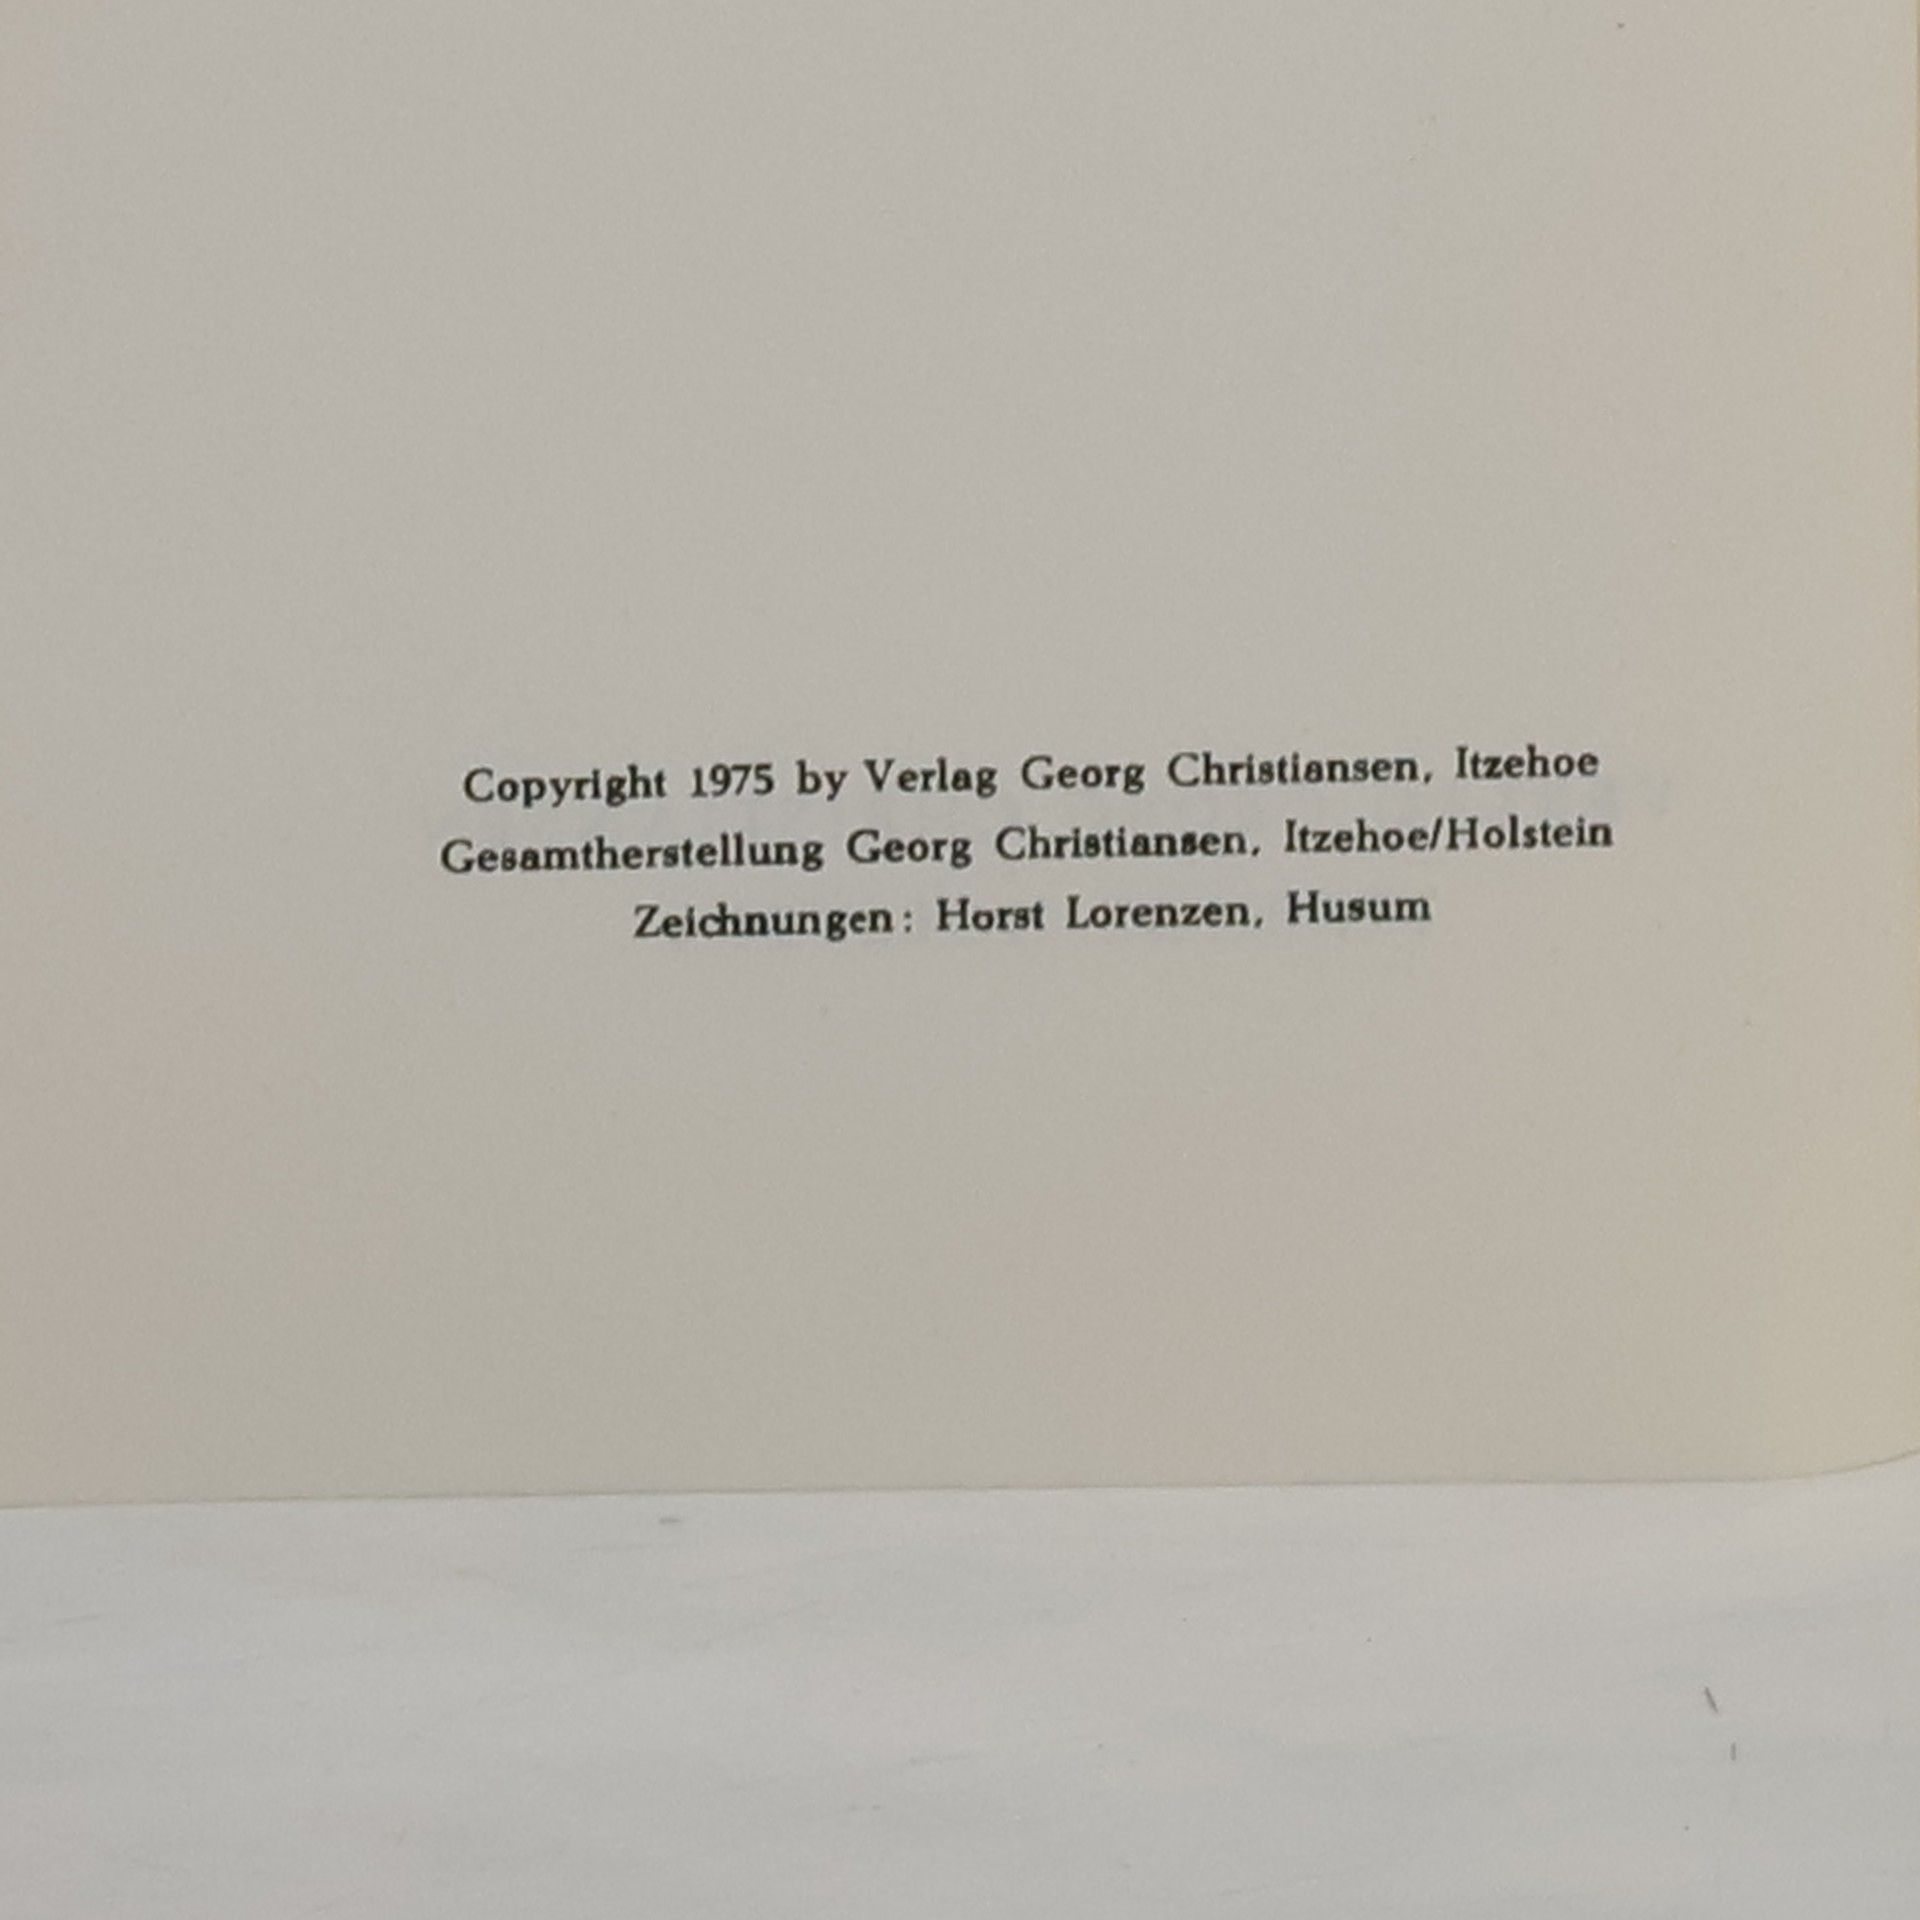 Copyright 1975 by Verlag Georg Christiansen, Itzehoe
Gesamtherstellung Georg Christiansen, Itzehoe/Holstein
Zeichnungen: Horst Lorenzen, Husum